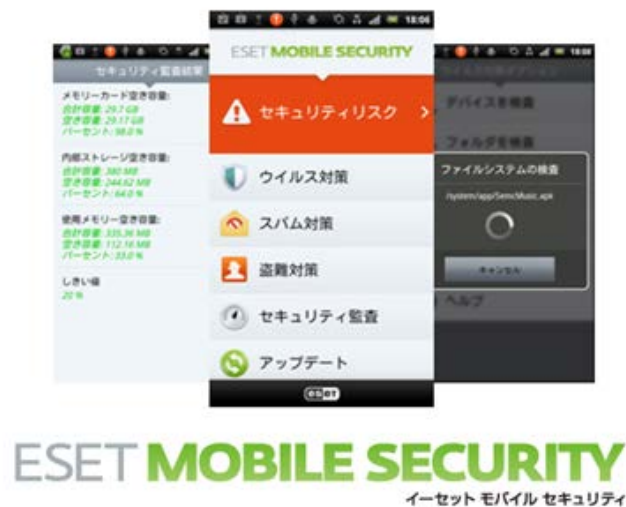 18:04
ESET MOBILE SECURITY
セキュリティリスク
ウイルス対策
スパム対策
盗難対策
セキュリティ監査
アップデート
eset
セキュリティ監査結果
メモリーカード空き容量:
合計容量: 29.7 GB
空き容量: 29.17 GB
パーセント: 98.0 %
内部ストレージ空き容量:
合計容量: 380 MB
空き容量: 244.62 MB
パーセント: 64.0 %
使用メモリー空き容量:
合計容量: 335.36 MB
空き容量: 112.16 MB
パーセント: 33.0 %
しきい値
20 %
18:04
デバイスを検査
フォルダを検査
ファイルシステムの検査
/system/app/SemcMusic.apk
キャンセル
ヘルプ
ESET MOBILE SECURITY
イーセット モバイル セキュリティ